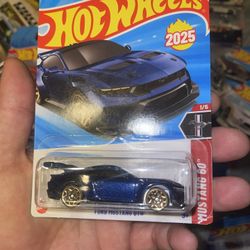 HOT WHEELS
2025
1/5
MUSTANG 60
FORD MUSTANG GTD